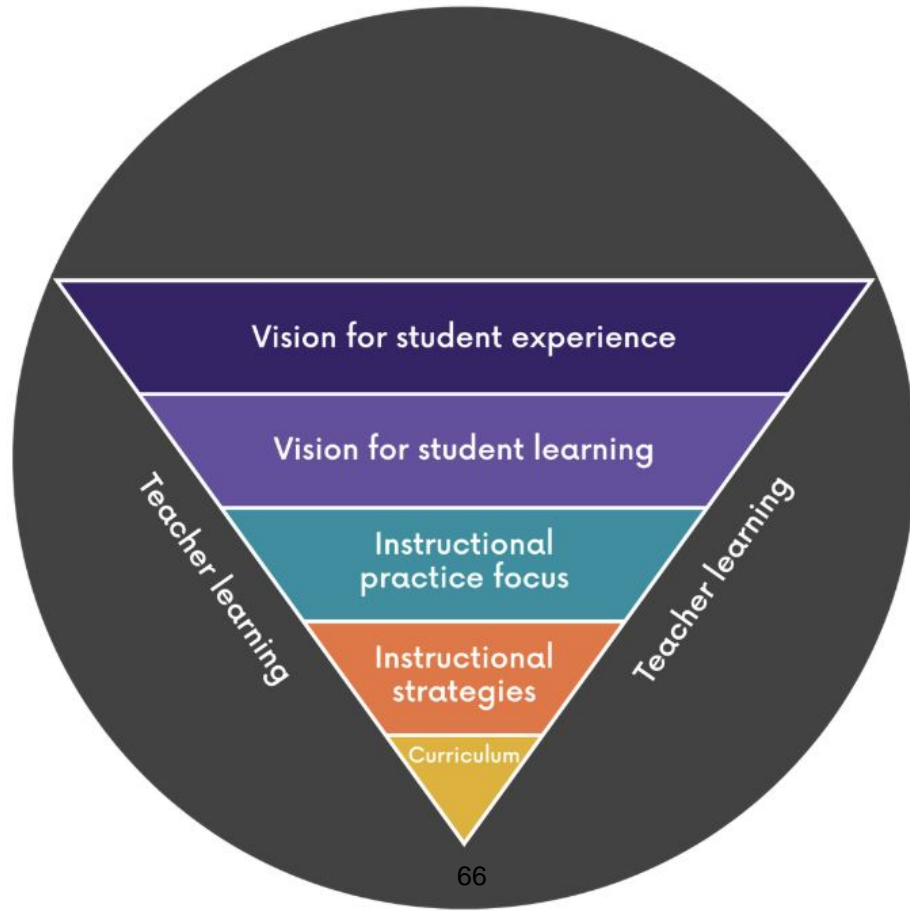 Vision for student experience
Vision for student learning
Teacher learning
Teacher learning
Instructional
practice focus
Instructional
strategies
Curriculum
66